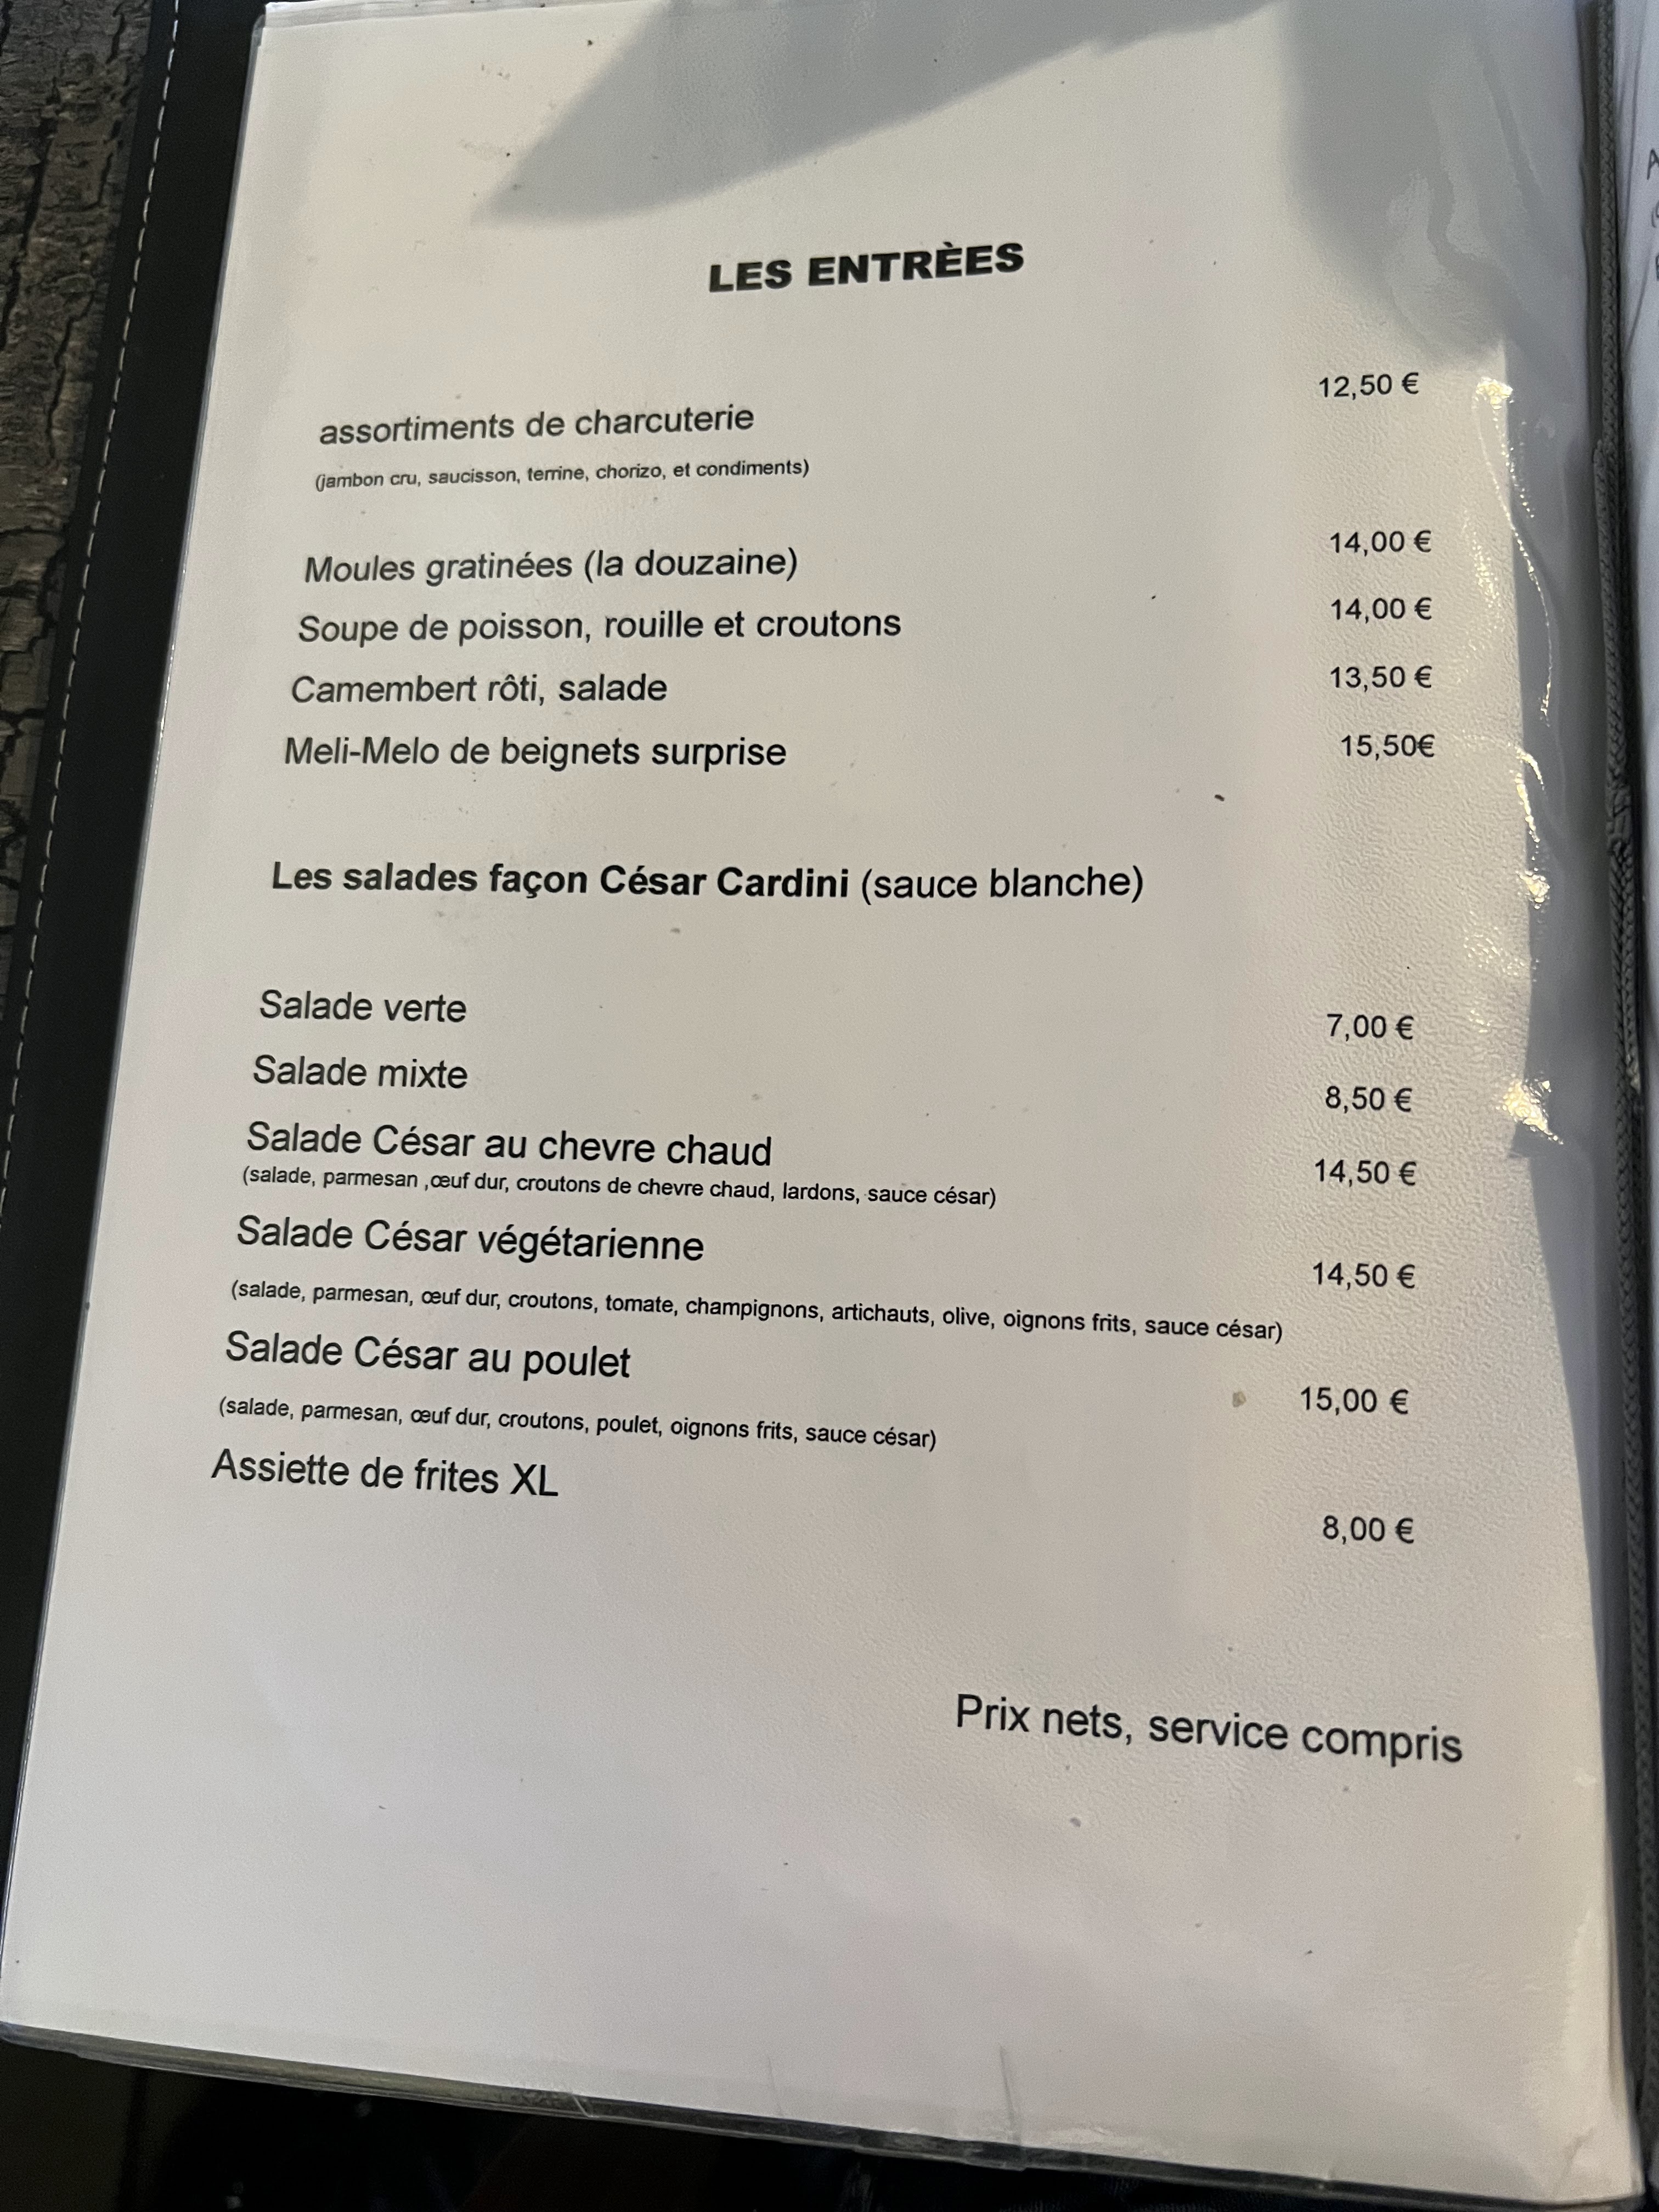 LES ENTRÈES
assortiments de charcuterie 12,50 €
(jambon cru, saucisson, terrine, chorizo, et condiments)
Moules gratinées (la douzaine) 14,00 €
Soupe de poisson, rouille et croutons 14,00 €
Camembert rôti, salade 13,50 €
Meli-Melo de beignets surprise 15,50€
Les salades façon César Cardini (sauce blanche)
Salade verte 7,00 €
Salade mixte 8,50 €
Salade César au chevre chaud 14,50 €
(salade, parmesan ,œuf dur, croutons de chevre chaud, lardons, sauce césar)
Salade César végétarienne 14,50 €
(salade, parmesan, œuf dur, croutons, tomate, champignons, artichauts, olive, oignons frits, sauce césar)
Salade César au poulet 15,00 €
(salade, parmesan, œuf dur, croutons, poulet, oignons frits, sauce césar)
Assiette de frites XL 8,00 €
Prix nets, service compris